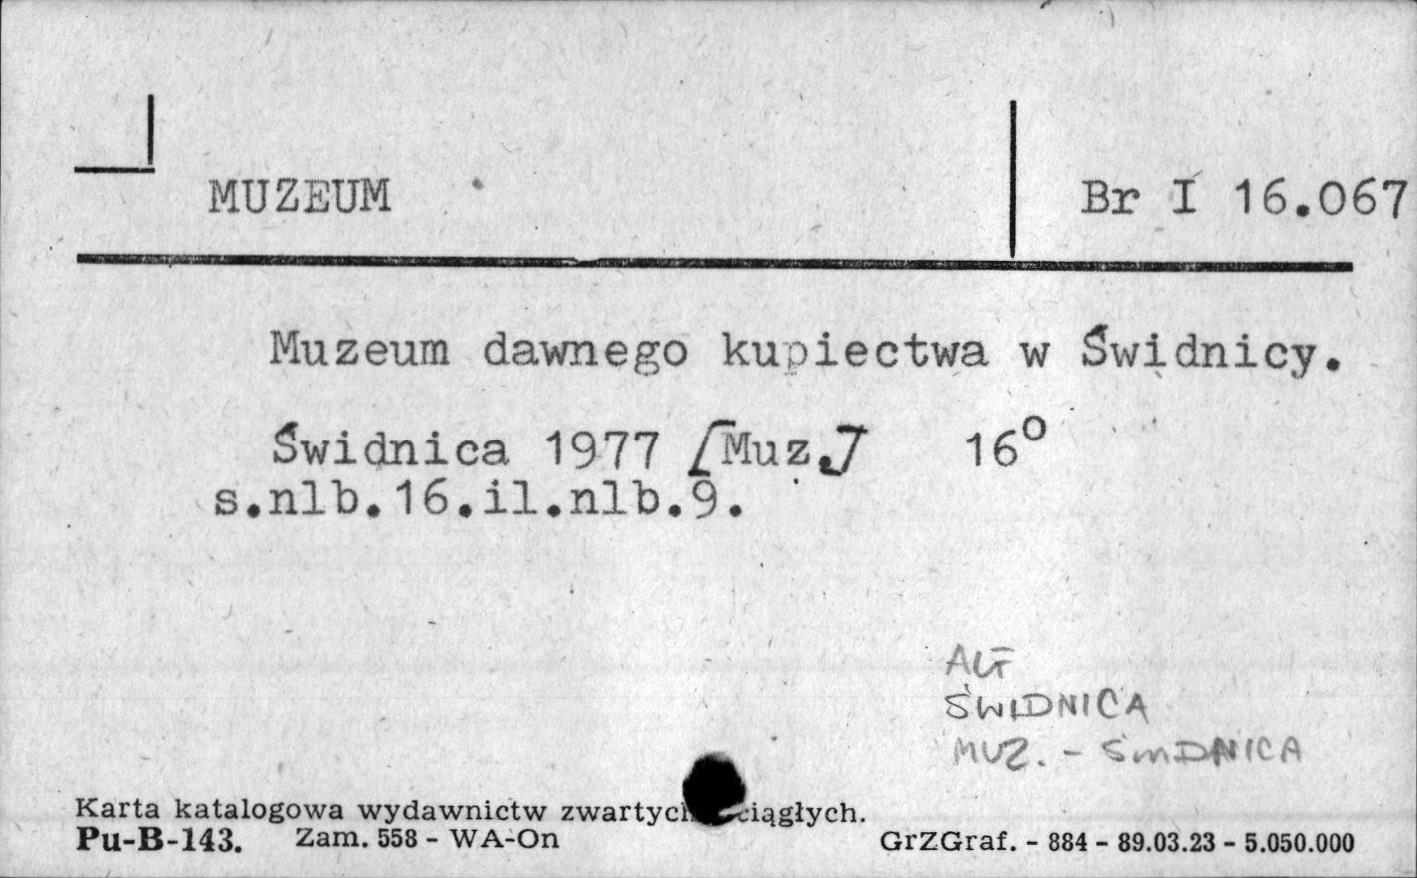 MUZEUM Br I 16.067
Muzeum dawnego kupiectwa w Świdnicy.
Świdnica 1977 [Muz.] 16°
s.nlb.16.il.nlb.9.
ŚWIDNICA
MUZ. - ŚWIDNICA
Karta katalogowa wydawnictw zwartych ciągłych.
Pu-B-143. Zam. 558 - WA-On GrZGraf. - 884 - 89.03.23 - 5.050.000